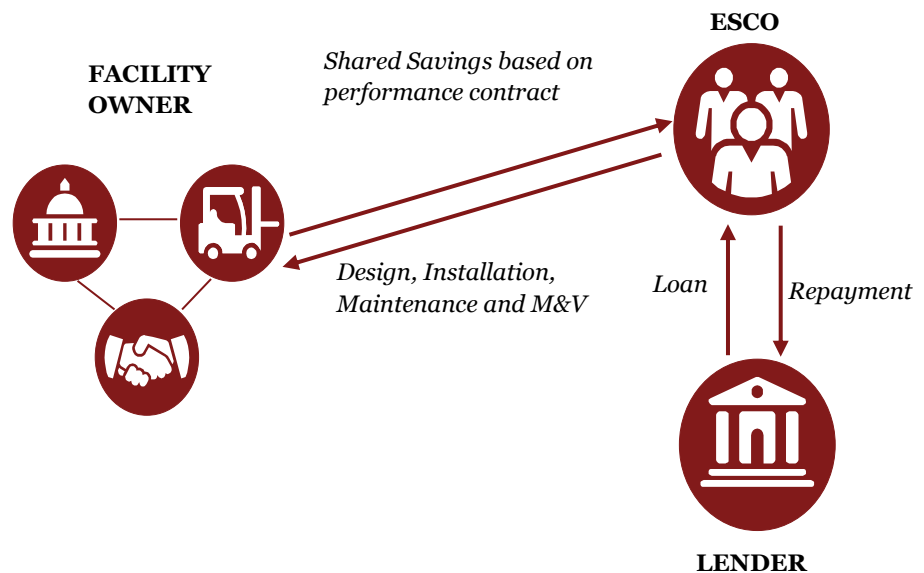 ESCO
FACILITY
OWNER
Shared Savings based on
performance contract
Design, Installation,
Maintenance and M&V
Loan
Repayment
LENDER